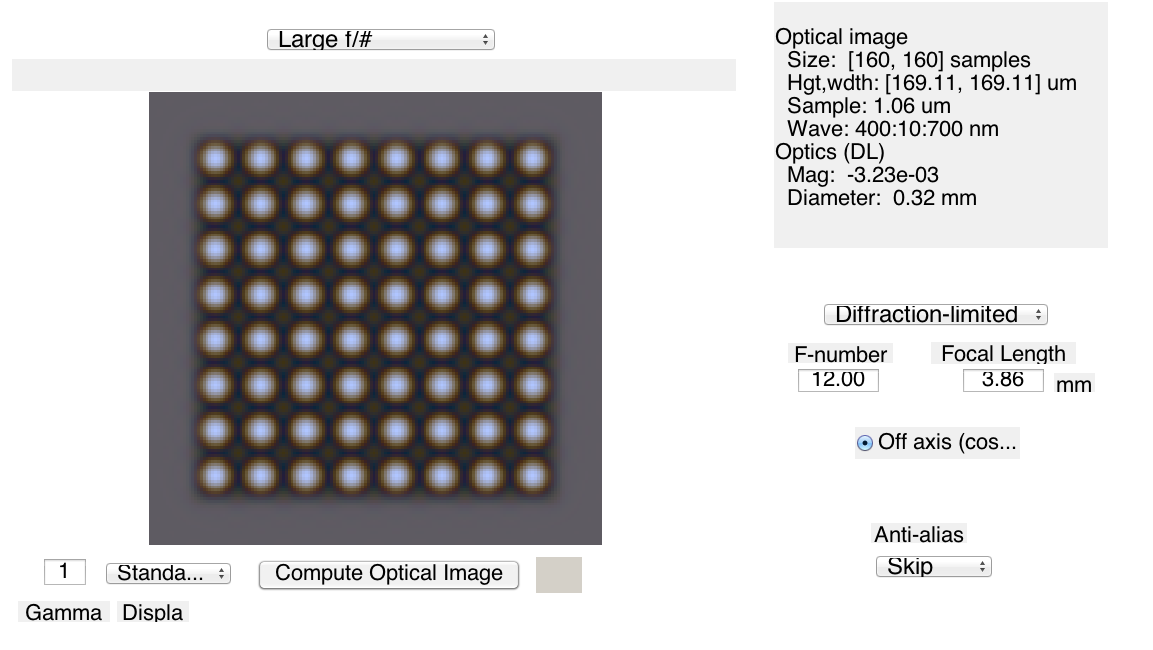 Large f/#
Optical image
Size: [160, 160] samples
Hgt,wdth: [169.11, 169.11] um
Sample: 1.06 um
Wave: 400:10:700 nm
Optics (DL)
Mag: -3.23e-03
Diameter: 0.32 mm
Diffraction-limited
F-number
Focal Length
12.00
3.86
mm
Off axis (cos...
Anti-alias
Skip
1
Standa...
Compute Optical Image
Gamma
Displa